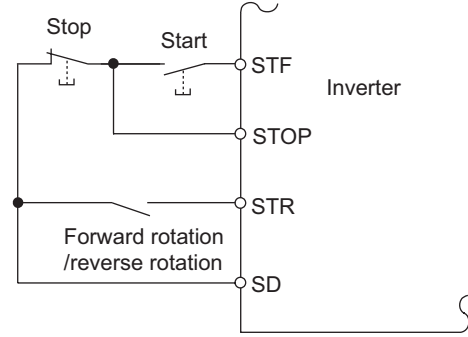 Stop
Start
STF
Inverter
STOP
STR
Forward rotation
/reverse rotation
SD